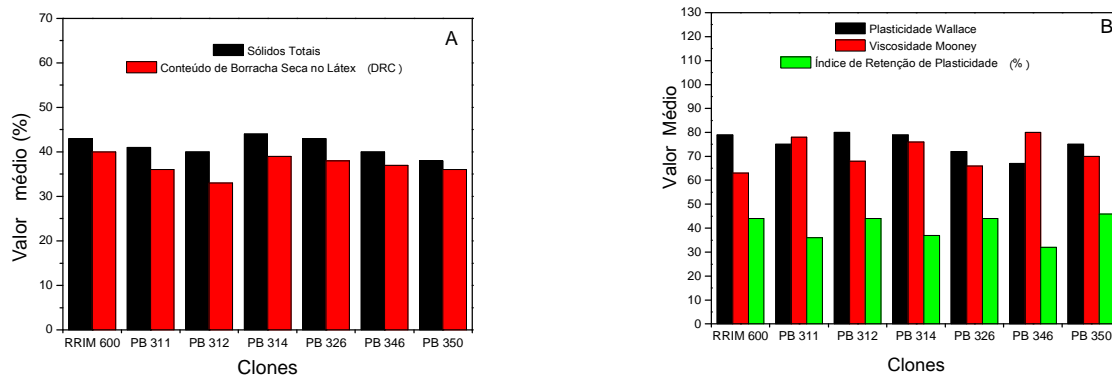 A
70
60
50
40
30
20
10
0
Valor médio (%)
Sólidos Totais
Conteúdo de Borracha Seca no Látex (DRC )
RRIM 600 PB 311 PB 312 PB 314 PB 326 PB 346 PB 350
Clones
B
130
120
110
100
90
80
70
60
50
40
30
20
10
0
Valor Médio
Plasticidade Wallace
Viscosidade Mooney
Índice de Retenção de Plasticidade (%)
RRIM 600 PB 311 PB 312 PB 314 PB 326 PB 346 PB 350
Clones